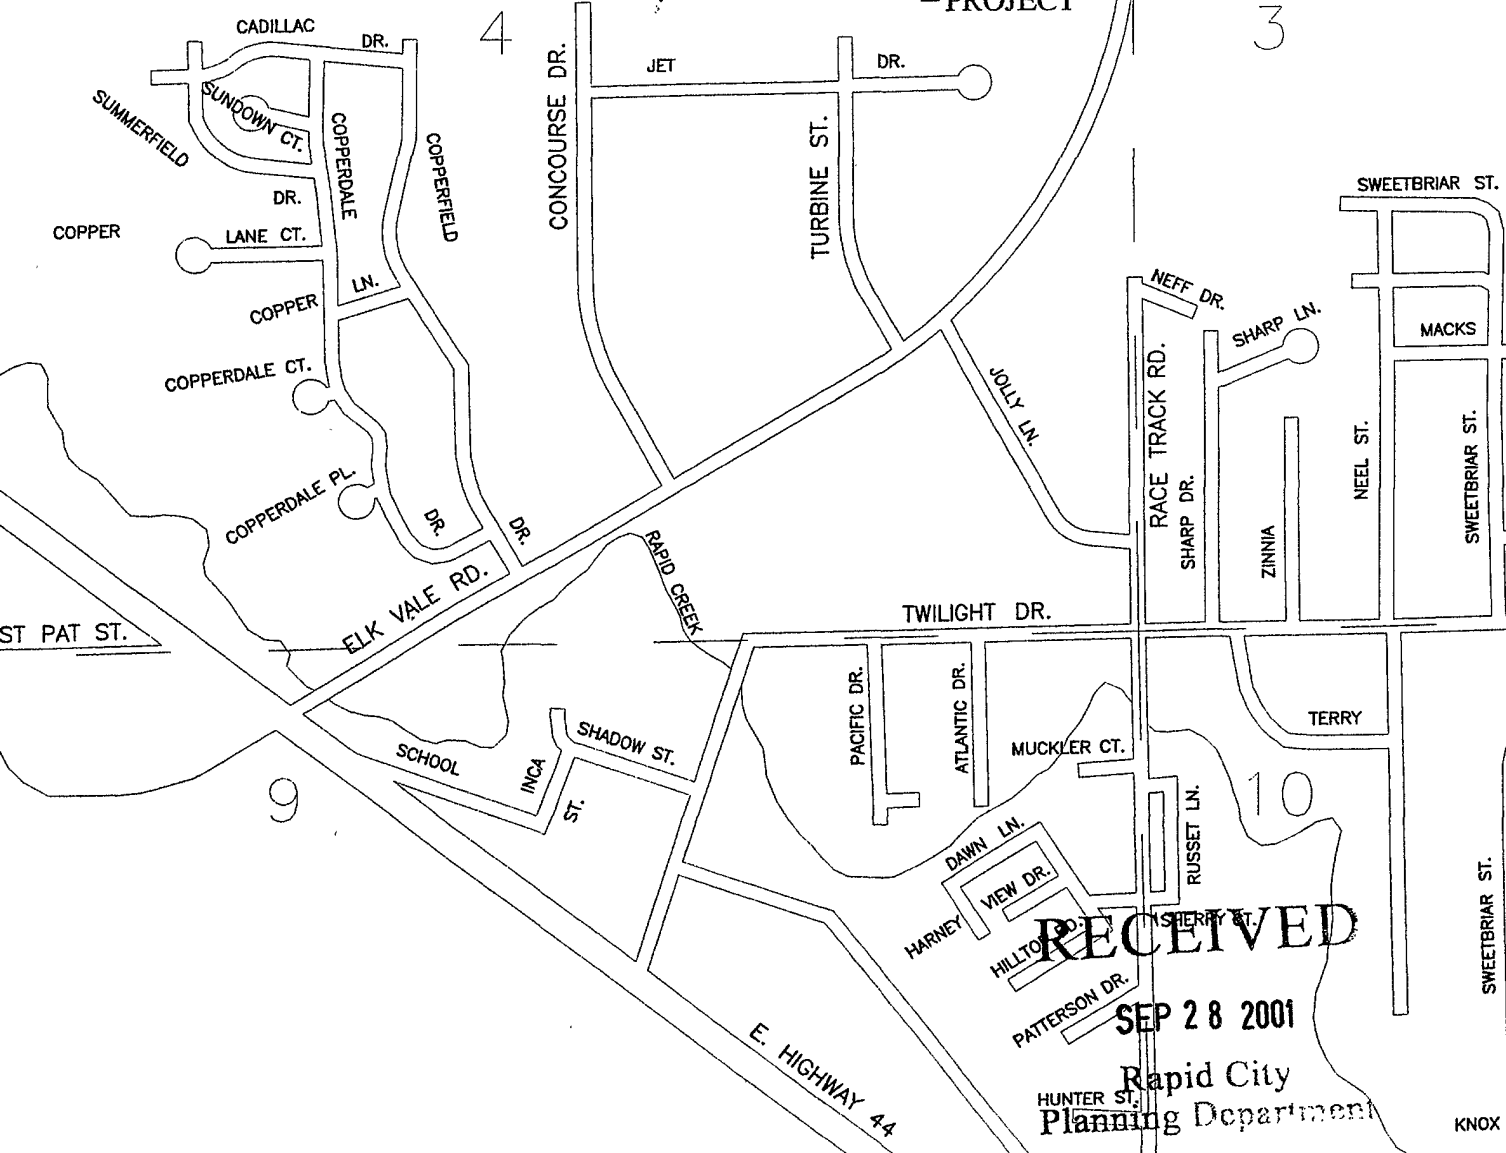 –PROJECT
4
3
CADILLAC DR.
SUNDOWN CT.
SUMMERFIELD DR.
COPPERDALE
COPPERFIELD
CONCOURSE DR.
JET DR.
TURBINE ST.
COPPER LANE CT.
COPPER LN.
COPPERDALE CT.
COPPERDALE PL.
DR.
DR.
ELK VALE RD.
RAPID CREEK
JOLLY LN.
NEFF DR.
SHARP LN.
RACE TRACK RD.
SHARP DR.
ZINNIA
SWEETBRIAR ST.
MACKS
NEEL ST.
SWEETBRIAR ST.
ST PAT ST.
TWILIGHT DR.
PACIFIC DR.
ATLANTIC DR.
MUCKLER CT.
TERRY
SCHOOL
INCA ST.
SHADOW ST.
9
10
RUSSET LN.
DAWN LN.
HARNEY VIEW DR.
SHERRY ST.
PATTERSON DR.
SWEETBRIAR ST.
E. HIGHWAY 44
HUNTER ST.
KNOX
RECEIVED
SEP 28 2001
Rapid City
Planning Department